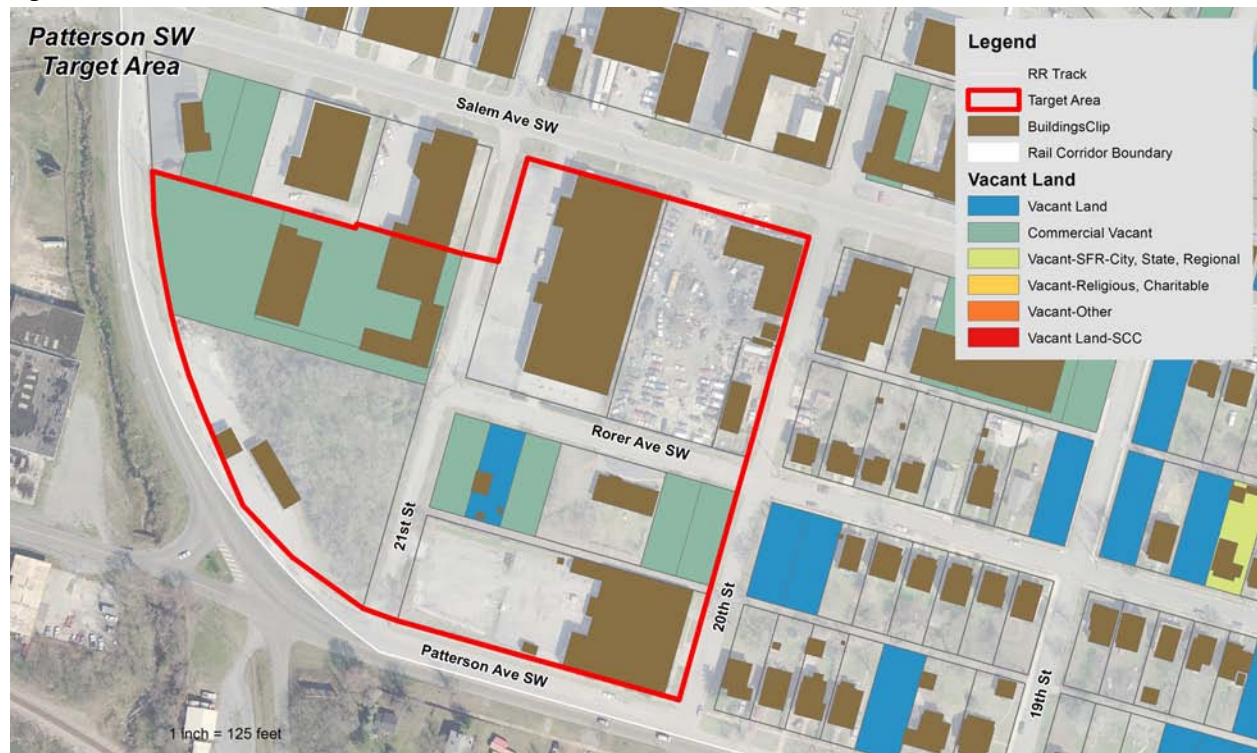 Patterson SW
Target Area
Legend
RR Track
Target Area
BuildingsClip
Rail Corridor Boundary
Vacant Land
Vacant Land
Commercial Vacant
Vacant-SFR-City, State, Regional
Vacant-Religious, Charitable
Vacant-Other
Vacant Land-SCC
Salem Ave SW
Rorer Ave SW
21st St
20th St
19th St
Patterson Ave SW
1 inch = 125 feet